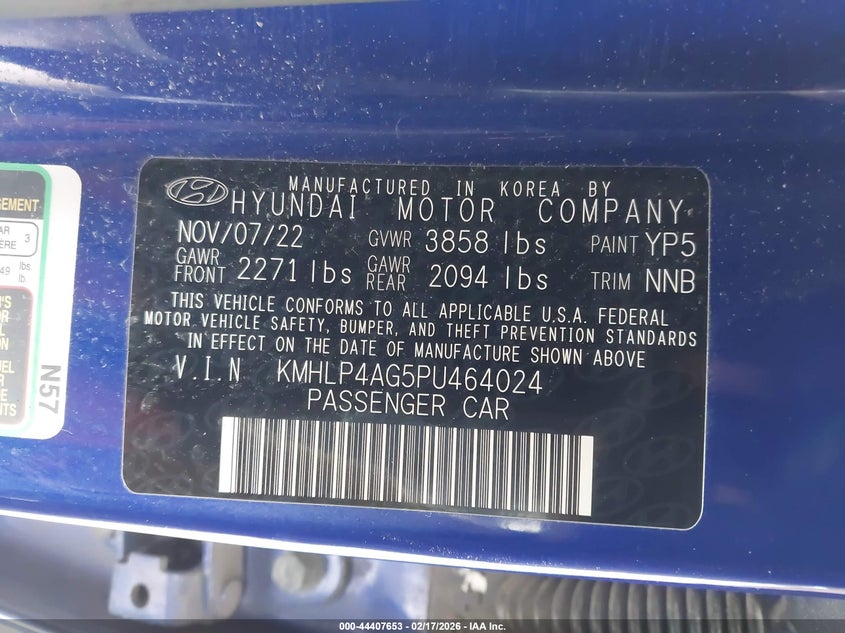 MANUFACTURED IN KOREA BY
HYUNDAI MOTOR COMPANY
NOV/07/22 GVWR 3858 lbs PAINT YP5
GAWR FRONT 2271 lbs GAWR REAR 2094 lbs TRIM NNB
THIS VEHICLE CONFORMS TO ALL APPLICABLE U.S.A. FEDERAL
MOTOR VEHICLE SAFETY, BUMPER, AND THEFT PREVENTION STANDARDS
IN EFFECT ON THE DATE OF MANUFACTURE SHOWN ABOVE
V.I.N KMHLP4AG5PU464024
PASSENGER CAR
3
lbs.
lb.
N57
000-44407653 - 02/17/2026 - IAA Inc.